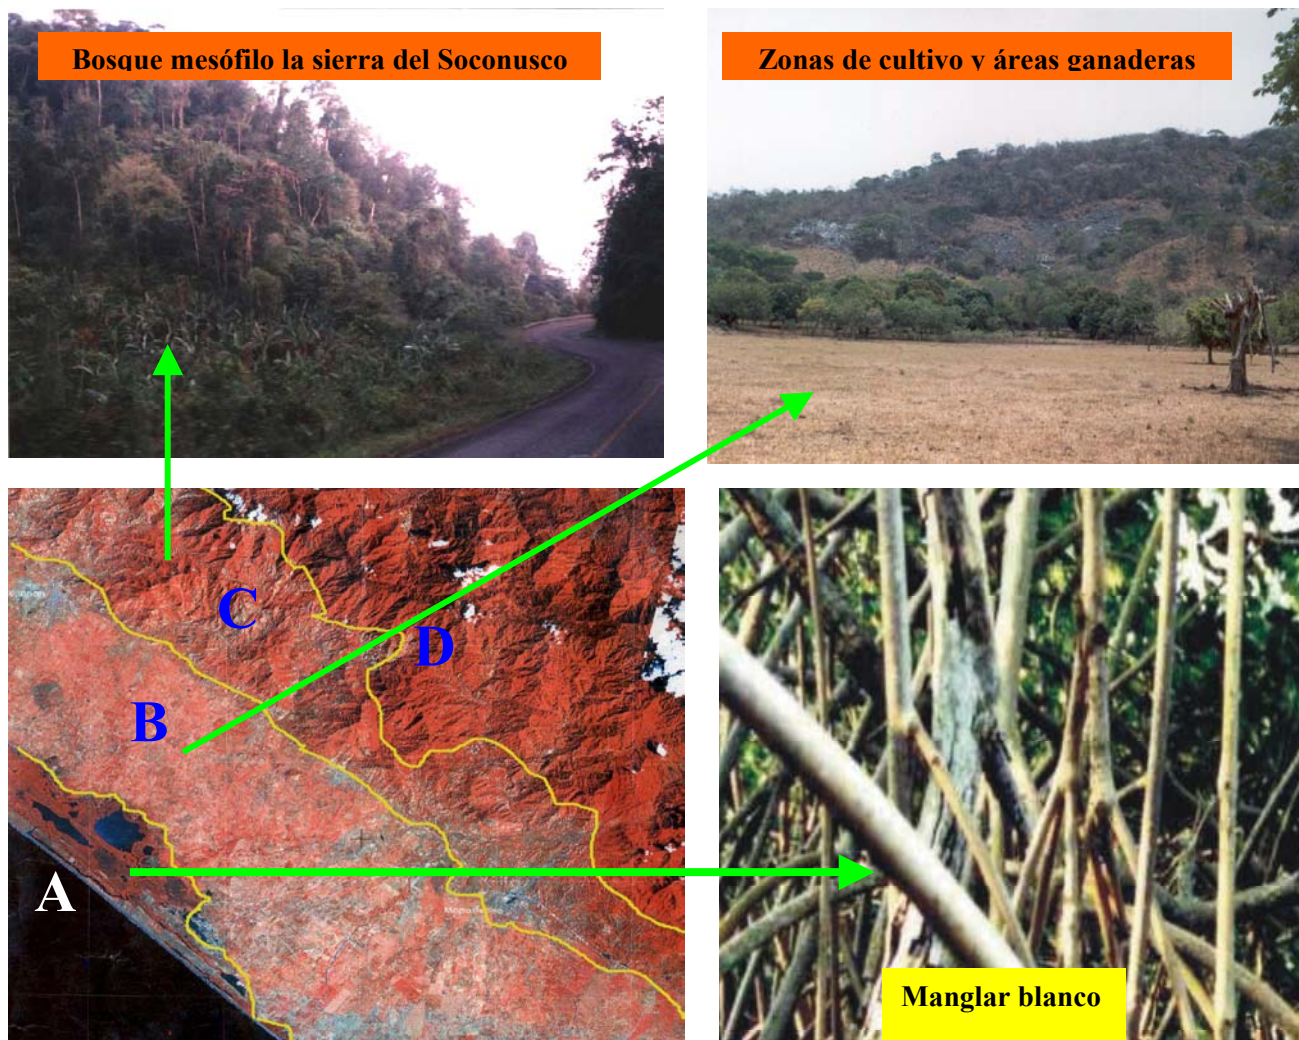 Bosque mesófilo la sierra del Soconusco
Zonas de cultivo y áreas ganaderas
C
D
B
A
Manglar blanco